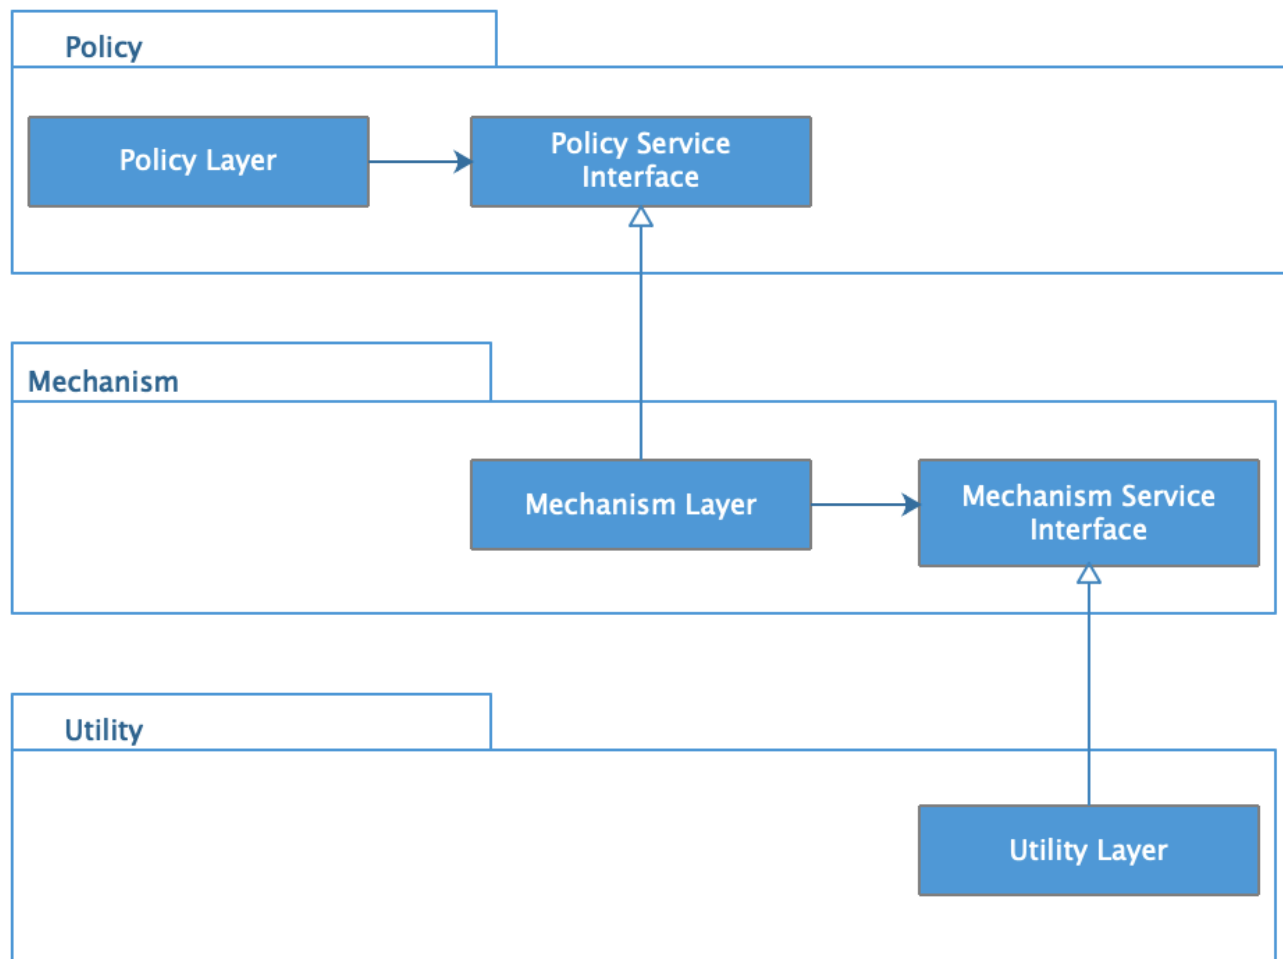 Policy
Policy Layer
Policy Service
Interface
Mechanism
Mechanism Layer
Mechanism Service
Interface
Utility
Utility Layer